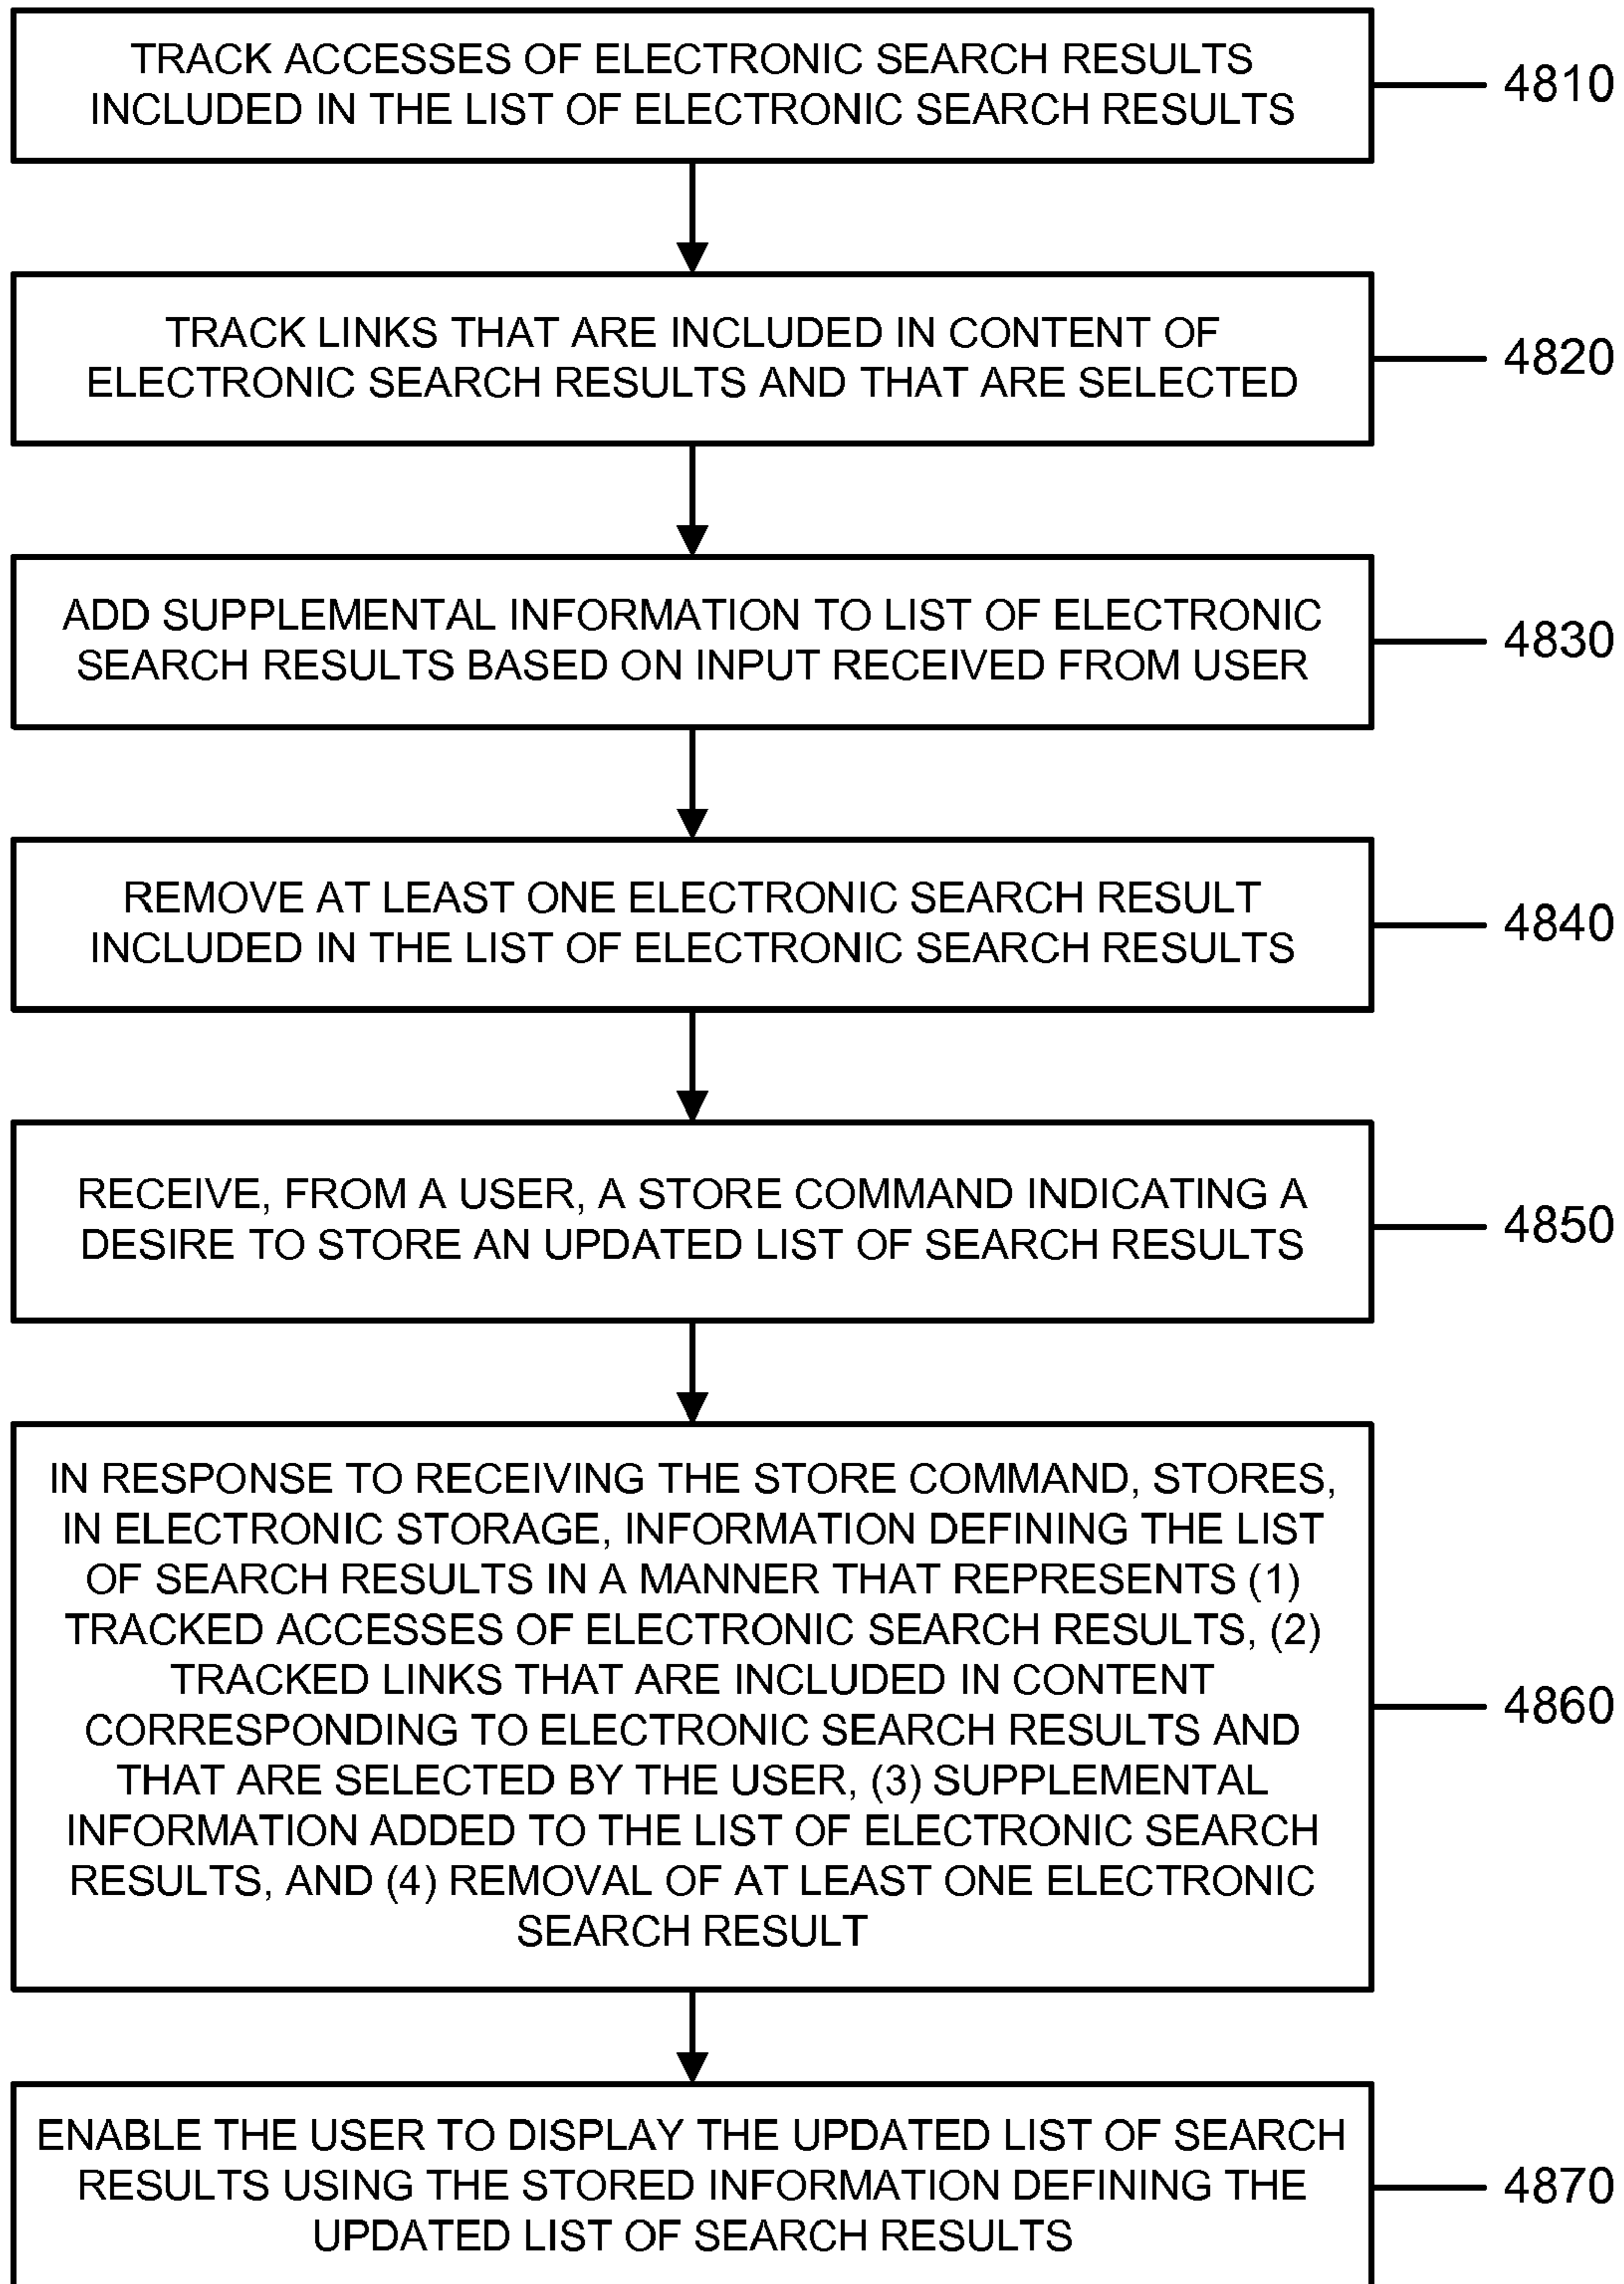 TRACK ACCESSES OF ELECTRONIC SEARCH RESULTS
INCLUDED IN THE LIST OF ELECTRONIC SEARCH RESULTS
4810
TRACK LINKS THAT ARE INCLUDED IN CONTENT OF
ELECTRONIC SEARCH RESULTS AND THAT ARE SELECTED
4820
ADD SUPPLEMENTAL INFORMATION TO LIST OF ELECTRONIC
SEARCH RESULTS BASED ON INPUT RECEIVED FROM USER
4830
REMOVE AT LEAST ONE ELECTRONIC SEARCH RESULT
INCLUDED IN THE LIST OF ELECTRONIC SEARCH RESULTS
4840
RECEIVE, FROM A USER, A STORE COMMAND INDICATING A
DESIRE TO STORE AN UPDATED LIST OF SEARCH RESULTS
4850
IN RESPONSE TO RECEIVING THE STORE COMMAND, STORES,
IN ELECTRONIC STORAGE, INFORMATION DEFINING THE LIST
OF SEARCH RESULTS IN A MANNER THAT REPRESENTS (1)
TRACKED ACCESSES OF ELECTRONIC SEARCH RESULTS, (2)
TRACKED LINKS THAT ARE INCLUDED IN CONTENT
CORRESPONDING TO ELECTRONIC SEARCH RESULTS AND
THAT ARE SELECTED BY THE USER, (3) SUPPLEMENTAL
INFORMATION ADDED TO THE LIST OF ELECTRONIC SEARCH
RESULTS, AND (4) REMOVAL OF AT LEAST ONE ELECTRONIC
SEARCH RESULT
4860
ENABLE THE USER TO DISPLAY THE UPDATED LIST OF SEARCH
RESULTS USING THE STORED INFORMATION DEFINING THE
UPDATED LIST OF SEARCH RESULTS
4870